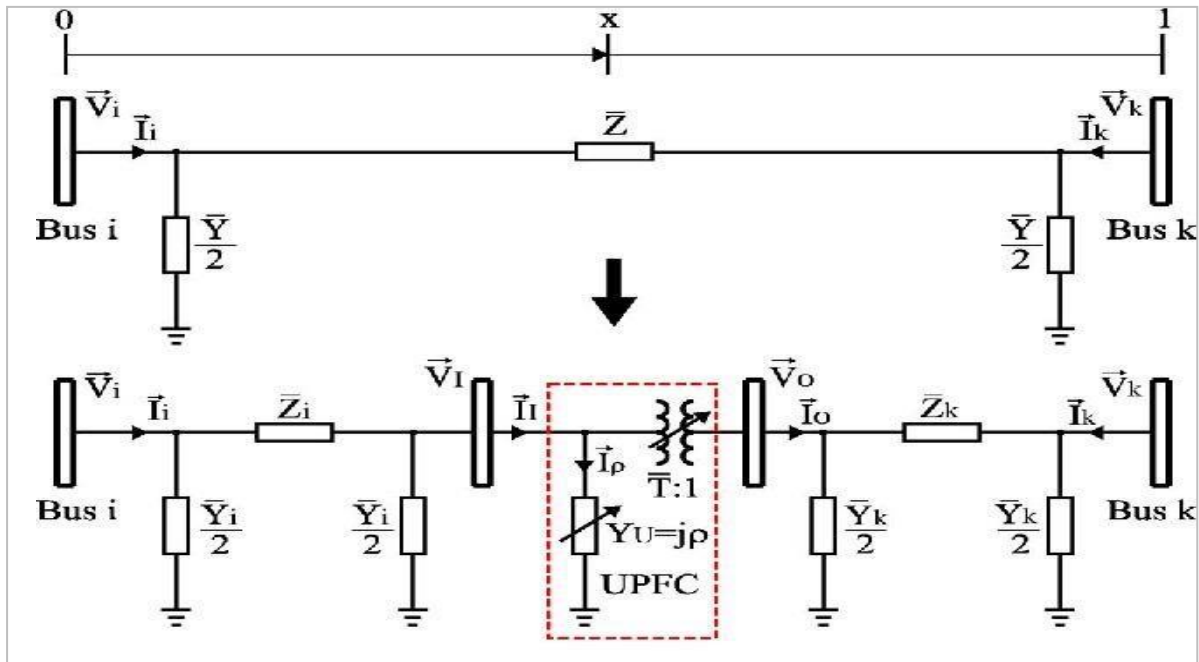 0 x 1
V⃗i I⃗i Z̄ I⃗k V⃗k
Bus i Ȳ/2 Ȳ/2 Bus k
V⃗i I⃗i Z̄i V⃗I I⃗I V⃗o I⃗o Z̄k I⃗k V⃗k
I⃗ρ T̄:1
Bus i Ȳi/2 Ȳi/2 YU=jρ Ȳk/2 Ȳk/2 Bus k
UPFC